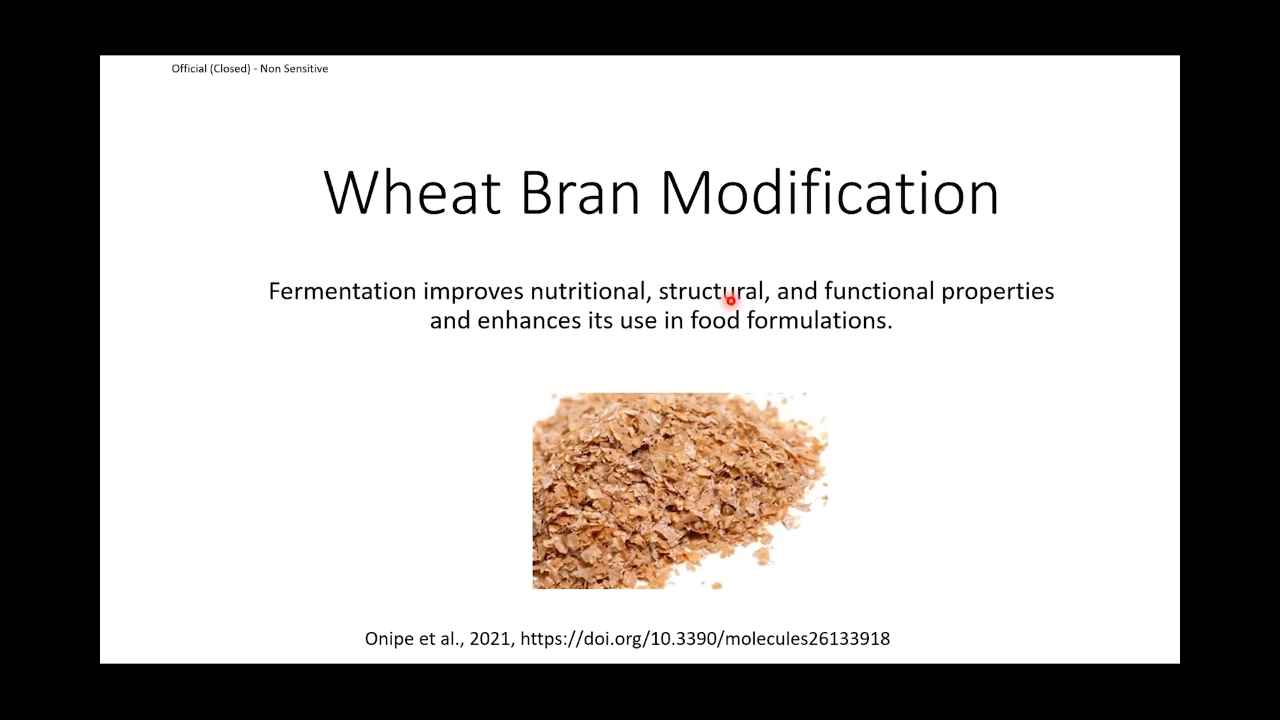 Official (Closed) - Non Sensitive
Wheat Bran Modification
Fermentation improves nutritional, structural, and functional properties
and enhances its use in food formulations.
Onipe et al., 2021, https://doi.org/10.3390/molecules26133918